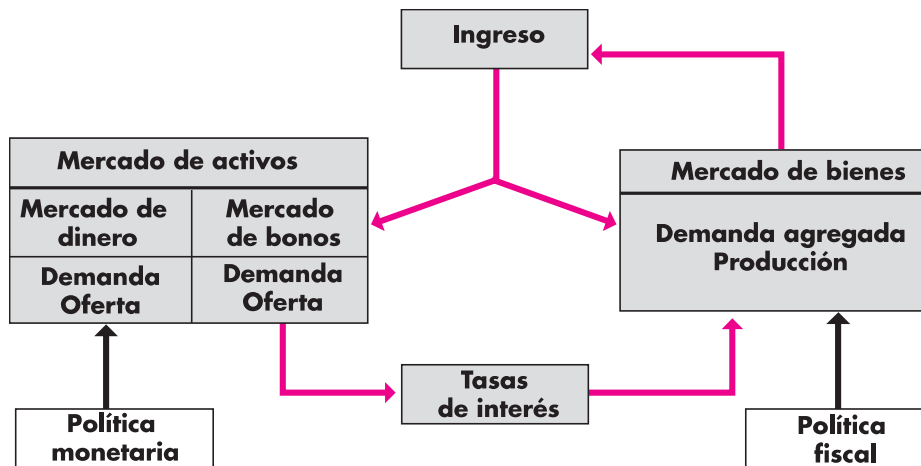 Ingreso
Mercado de activos
Mercado de
dinero
Mercado
de bonos
Demanda
Oferta
Demanda
Oferta
Mercado de bienes
Demanda agregada
Producción
Tasas
de interés
Política
monetaria
Política
fiscal